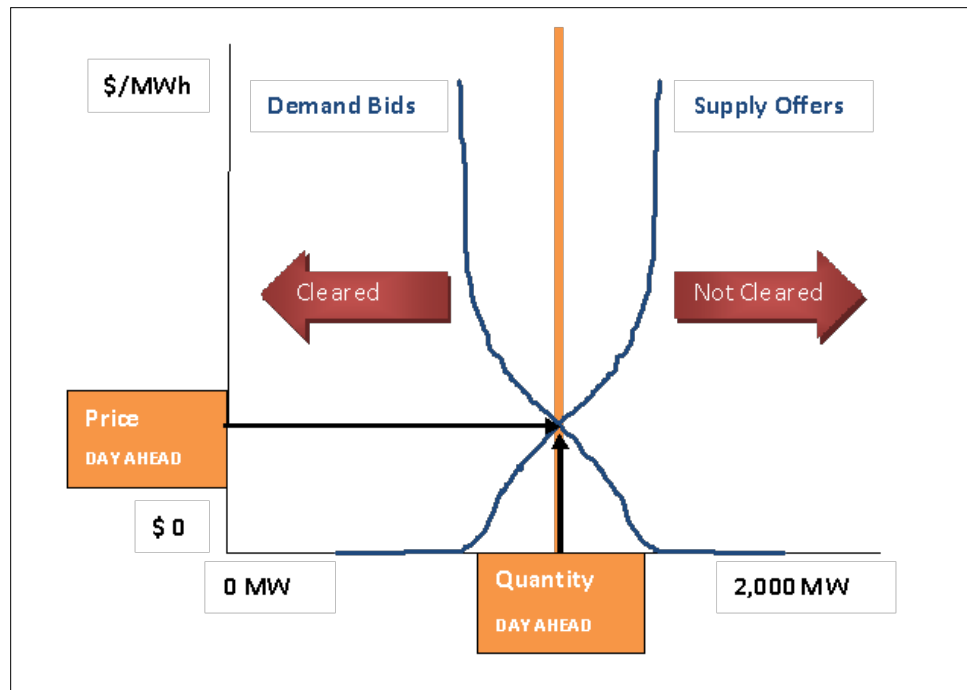 $/MWh
Demand Bids
Supply Offers
Cleared
Not Cleared
Price
DAY AHEAD
$ 0
0 MW
Quantity
DAY AHEAD
2,000 MW